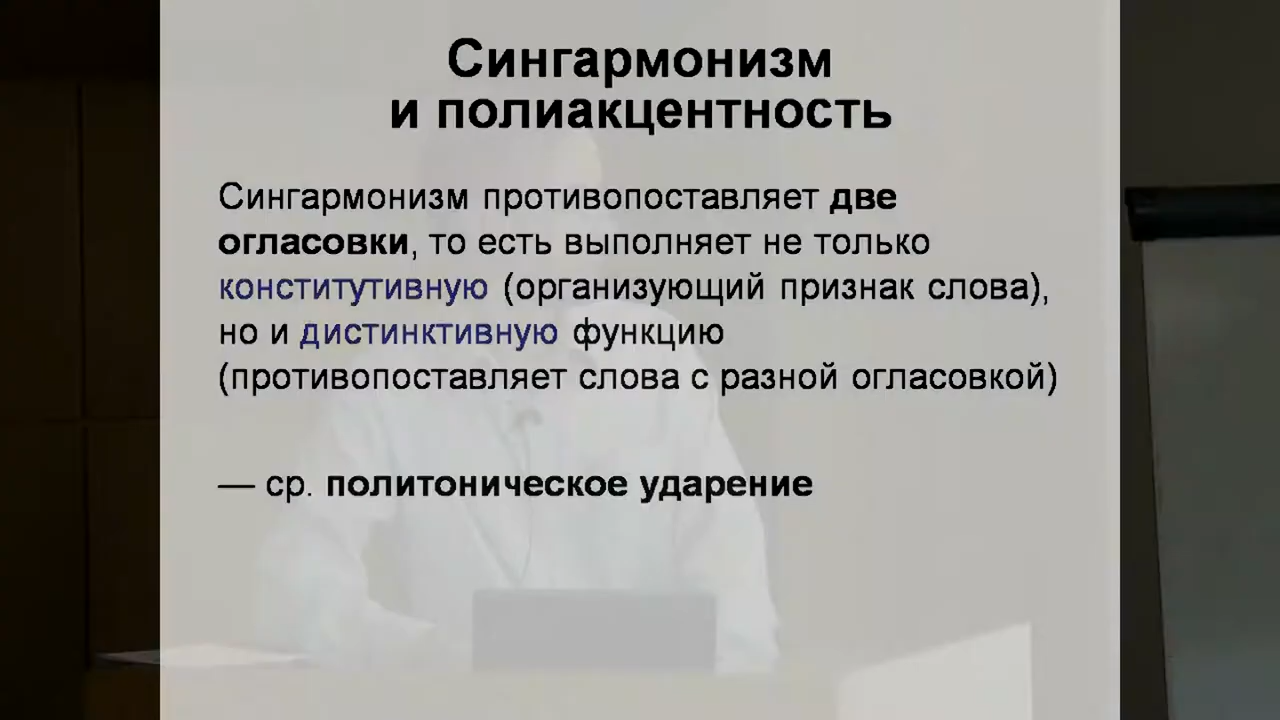 Сингармонизм
и полиакцентность
Сингармонизм противопоставляет две
огласовки, то есть выполняет не только
конститутивную (организующий признак слова),
но и дистинктивную функцию
(противопоставляет слова с разной огласовкой)
— ср. политоническое ударение